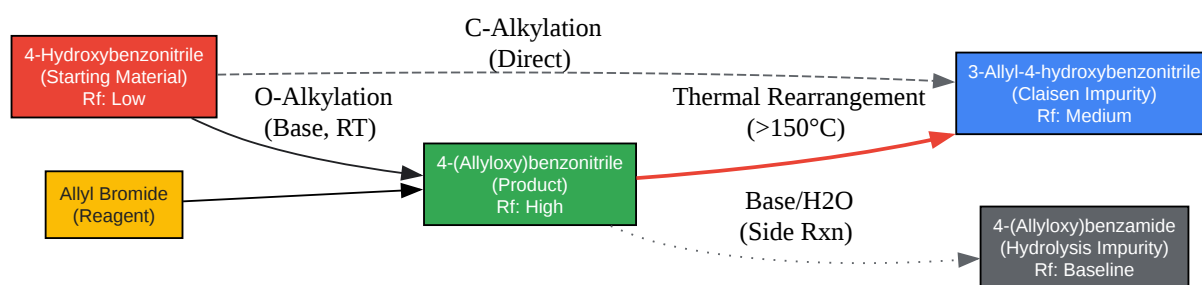 4-Hydroxybenzonitrile
(Starting Material)
Rf: Low
C-Alkylation
(Direct)
3-Allyl-4-hydroxybenzonitrile
(Claisen Impurity)
Rf: Medium
O-Alkylation
(Base, RT)
Thermal Rearrangement
(>150°C)
Allyl Bromide
(Reagent)
4-(Allyloxy)benzonitrile
(Product)
Rf: High
Base/H2O
(Side Rxn)
4-(Allyloxy)benzamide
(Hydrolysis Impurity)
Rf: Baseline